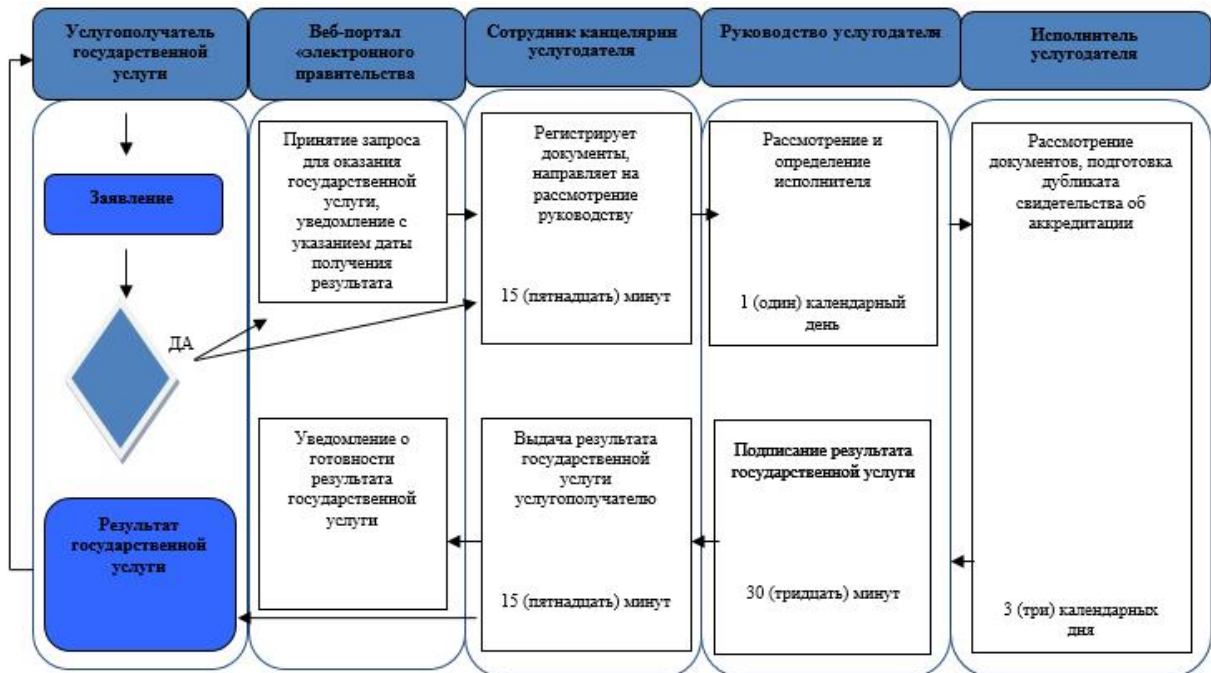 Услугополучатель
государственной
услуги
Веб-портал
«электронного
правительства
Сотрудник канцелярии
услугодателя
Руководство услугодателя
Исполнитель
услугодателя
Заявление
ДА
Результат
государственной
услуги
Принятие запроса
для оказания
государственной
услуги,
уведомление с
указанием даты
получения
результата
Регистрирует
документы,
направляет на
рассмотрение
руководству
15 (пятнадцать) минут
Рассмотрение и
определение
исполнителя
1 (один) календарный
день
Рассмотрение
документов, подготовка
дубликата
свидетельства об
аккредитации
3 (три) календарных
дня
Уведомление о
готовности
результата
государственной
услуги
Выдача результата
государственной
услуги
услугополучателю
15 (пятнадцать) минут
Подписание результата
государственной услуги
30 (тридцать) минут